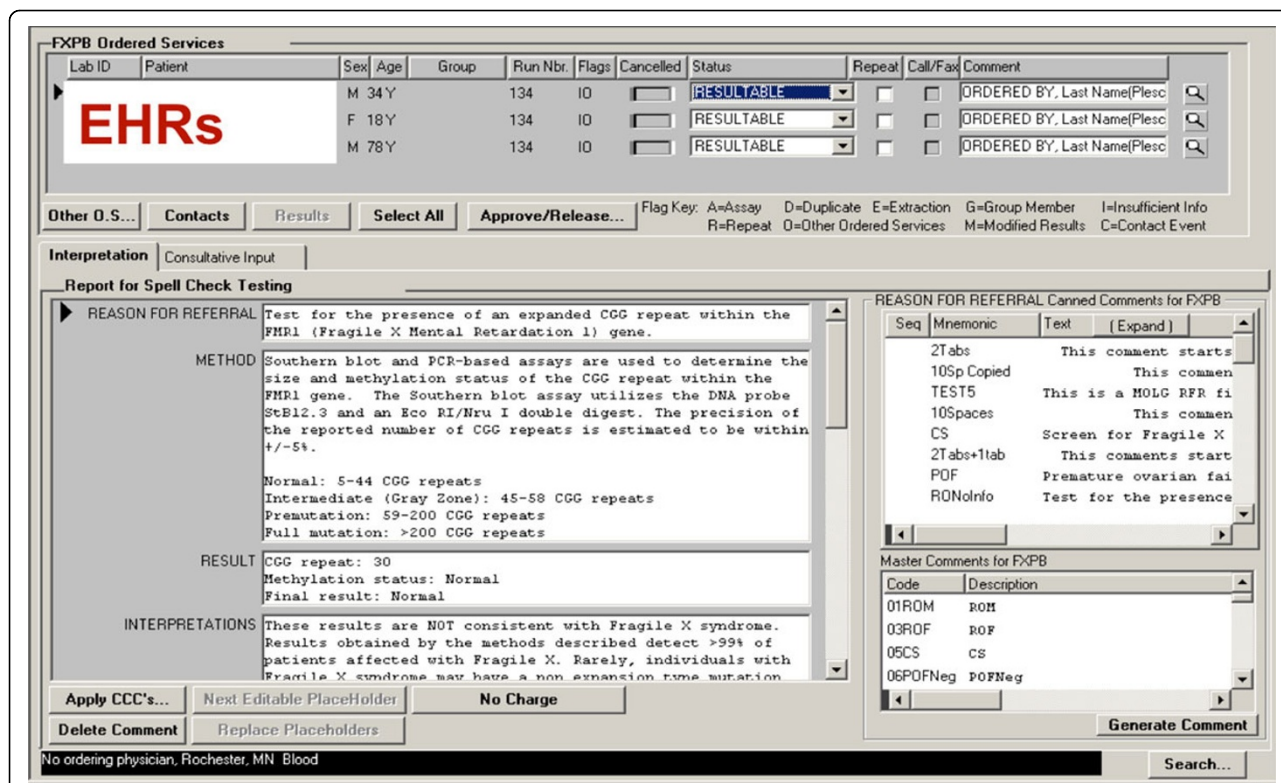 FXPB Ordered Services
Lab ID Patient Sex Age Group Run Nbr. Flags Cancelled Status Repeat Call/Fax Comment
EHRs
M 34Y 134 IO RESULTABLE ORDERED BY, Last Name(Plesc
F 18Y 134 IO RESULTABLE ORDERED BY, Last Name(Plesc
M 78Y 134 IO RESULTABLE ORDERED BY, Last Name(Plesc
Other O.S... Contacts Results Select All Approve/Release... Flag Key: A=Assay D=Duplicate E=Extraction G=Group Member I=Insufficient Info
R=Repeat O=Other Ordered Services M=Modified Results C=Contact Event
Interpretation Consultative Input
Report for Spell Check Testing
REASON FOR REFERRAL Test for the presence of an expanded CGG repeat within the
FMR1 (Fragile X Mental Retardation 1) gene.
METHOD Southern blot and PCR-based assays are used to determine the
size and methylation status of the CGG repeat within the
FMR1 gene. The Southern blot assay utilizes the DNA probe
StB12.3 and an Eco RI/Nru I double digest. The precision of
the reported number of CGG repeats is estimated to be within
+/-5%.
Normal: 5-44 CGG repeats
Intermediate (Gray Zone): 45-58 CGG repeats
Premutation: 59-200 CGG repeats
Full mutation: >200 CGG repeats
RESULT CGG repeat: 30
Methylation status: Normal
Final result: Normal
INTERPRETATIONS These results are NOT consistent with Fragile X syndrome.
Results obtained by the methods described detect >99% of
patients affected with Fragile X. Rarely, individuals with
Fragile X syndrome may have a non expansion type mutation
REASON FOR REFERRAL Canned Comments for FXPB
Seq Mnemonic Text (Expand)
2Tabs This comment starts
10Sp Copied This commen
TEST5 This is a MOLG RFR fi
10Spaces This commen
CS Screen for Fragile X
2Tabs+1tab This comments start
POF Premature ovarian fai
RONoInfo Test for the presence
Master Comments for FXPB
Code Description
01ROM ROM
03ROF ROF
05CS CS
06POFNeg POFNeg
Apply CCC's... Next Editable PlaceHolder No Charge
Delete Comment Replace Placeholders
Generate Comment
No ordering physician, Rochester, MN Blood
Search...